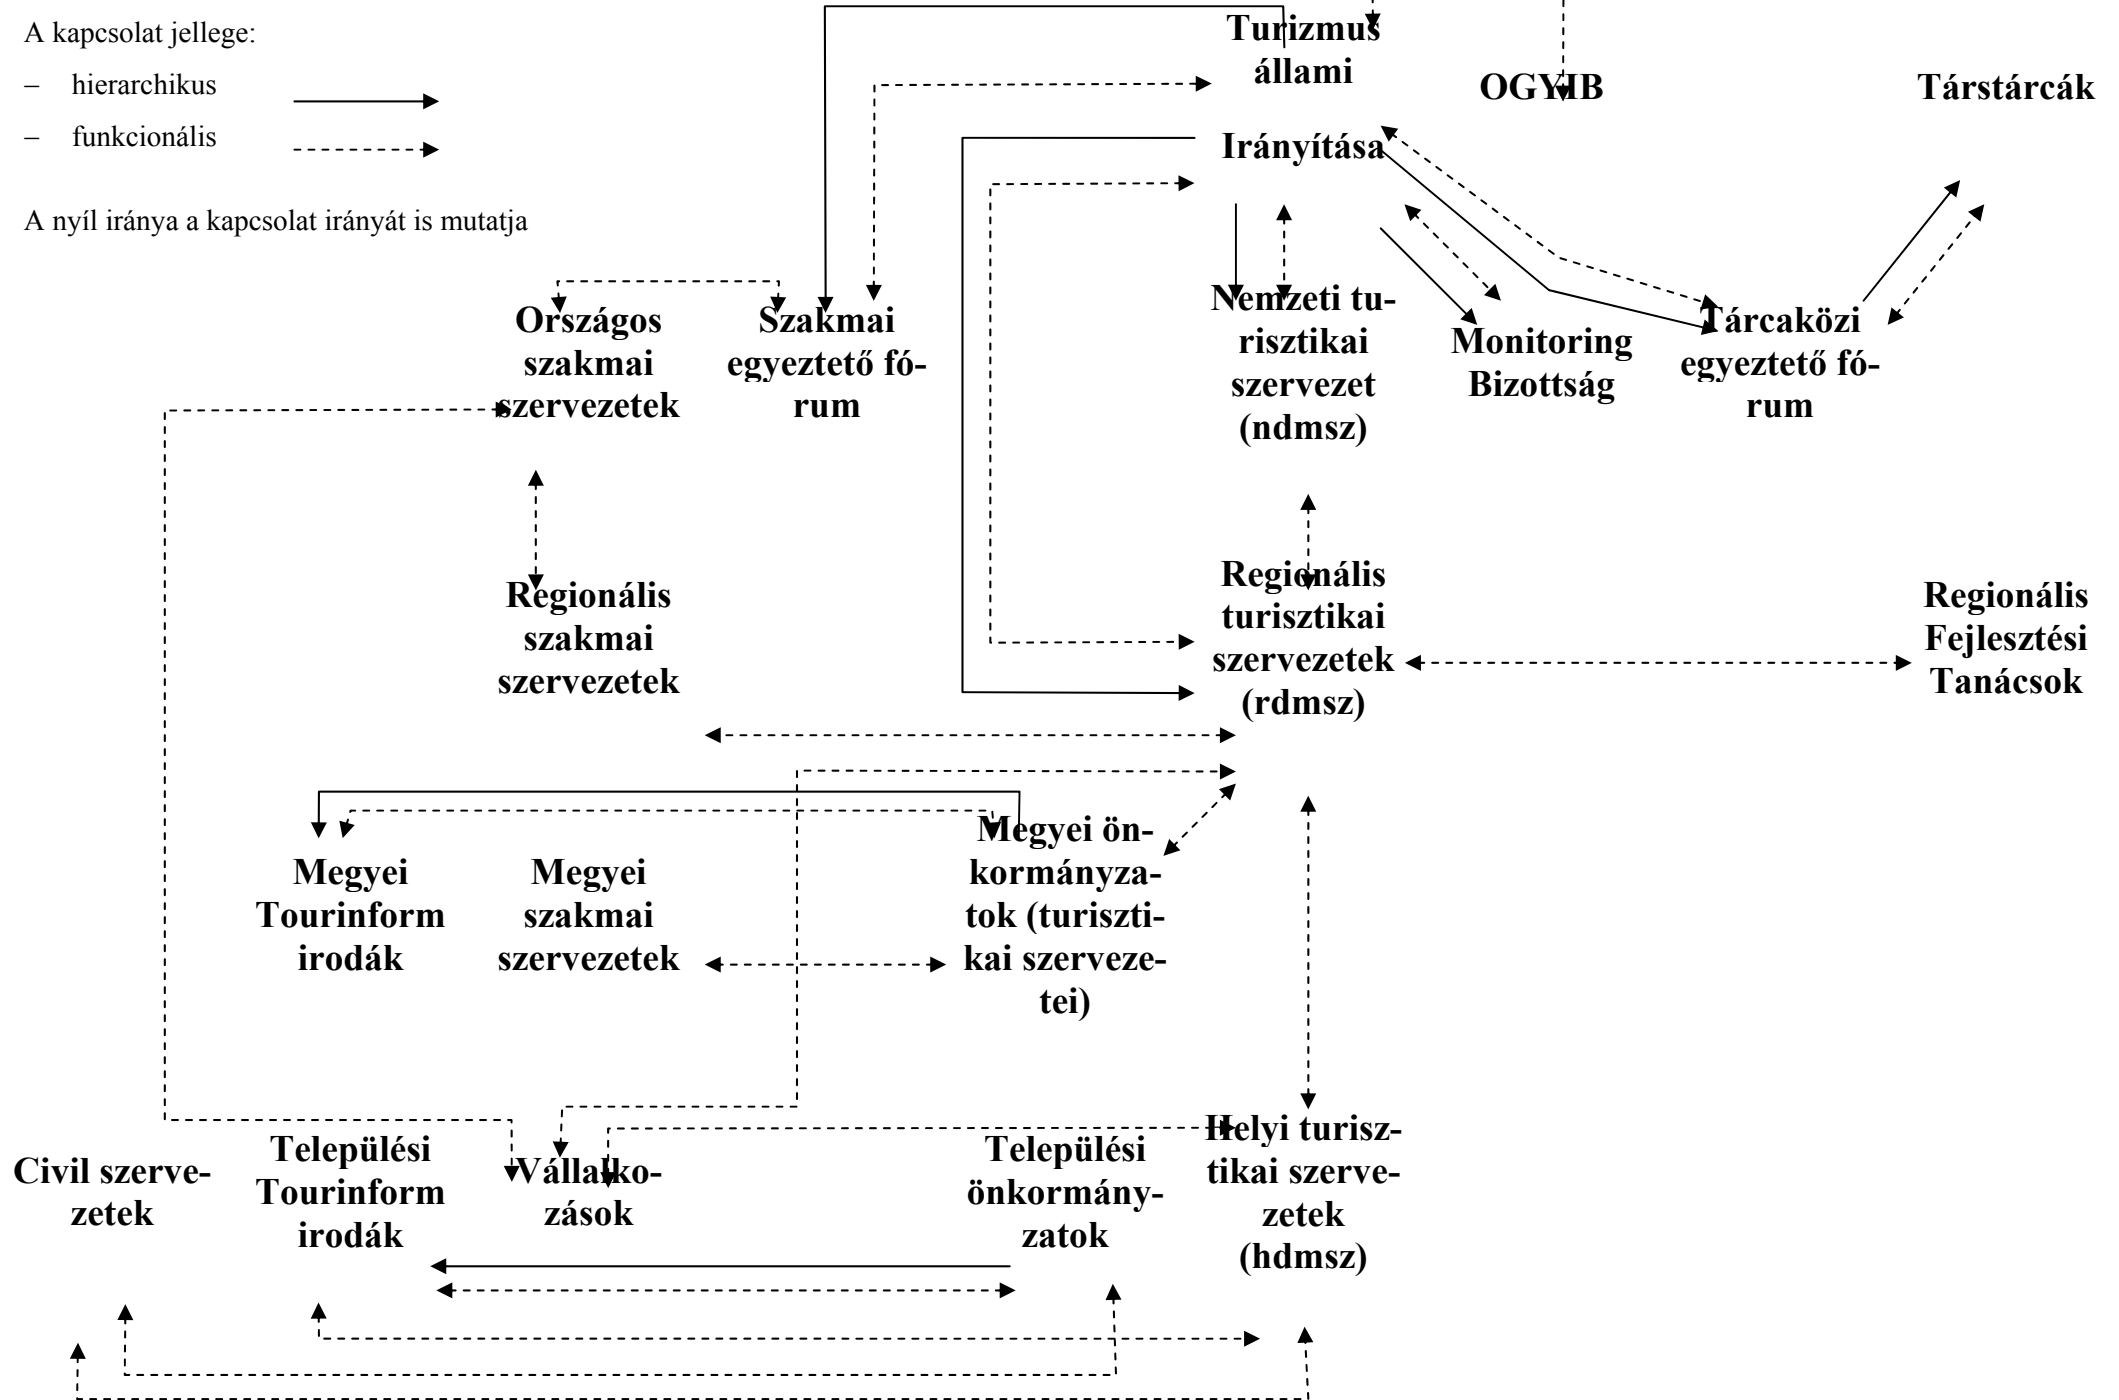 A kapcsolat jellege:
– hierarchikus
– funkcionális
A nyíl iránya a kapcsolat irányát is mutatja
Turizmus
állami
Irányítása
OGYIB
Társtárcák
Országos
szakmai
szervezetek
Szakmai
egyeztető fó-
rum
Nemzeti tu-
risztikai
szervezet
(ndmsz)
Monitoring
Bizottság
Tárcaközi
egyeztető fó-
rum
Regionális
szakmai
szervezetek
Regionális
turisztikai
szervezetek
(rdmsz)
Regionális
Fejlesztési
Tanácsok
Megyei
Tourinform
irodák
Megyei
szakmai
szervezetek
Megyei ön-
kormányza-
tok (turiszti-
kai szerveze-
tei)
Civil szerve-
zetek
Települési
Tourinform
irodák
Vállalko-
zások
Települési
önkormány-
zatok
Helyi turisz-
tikai szerve-
zetek
(hdmsz)